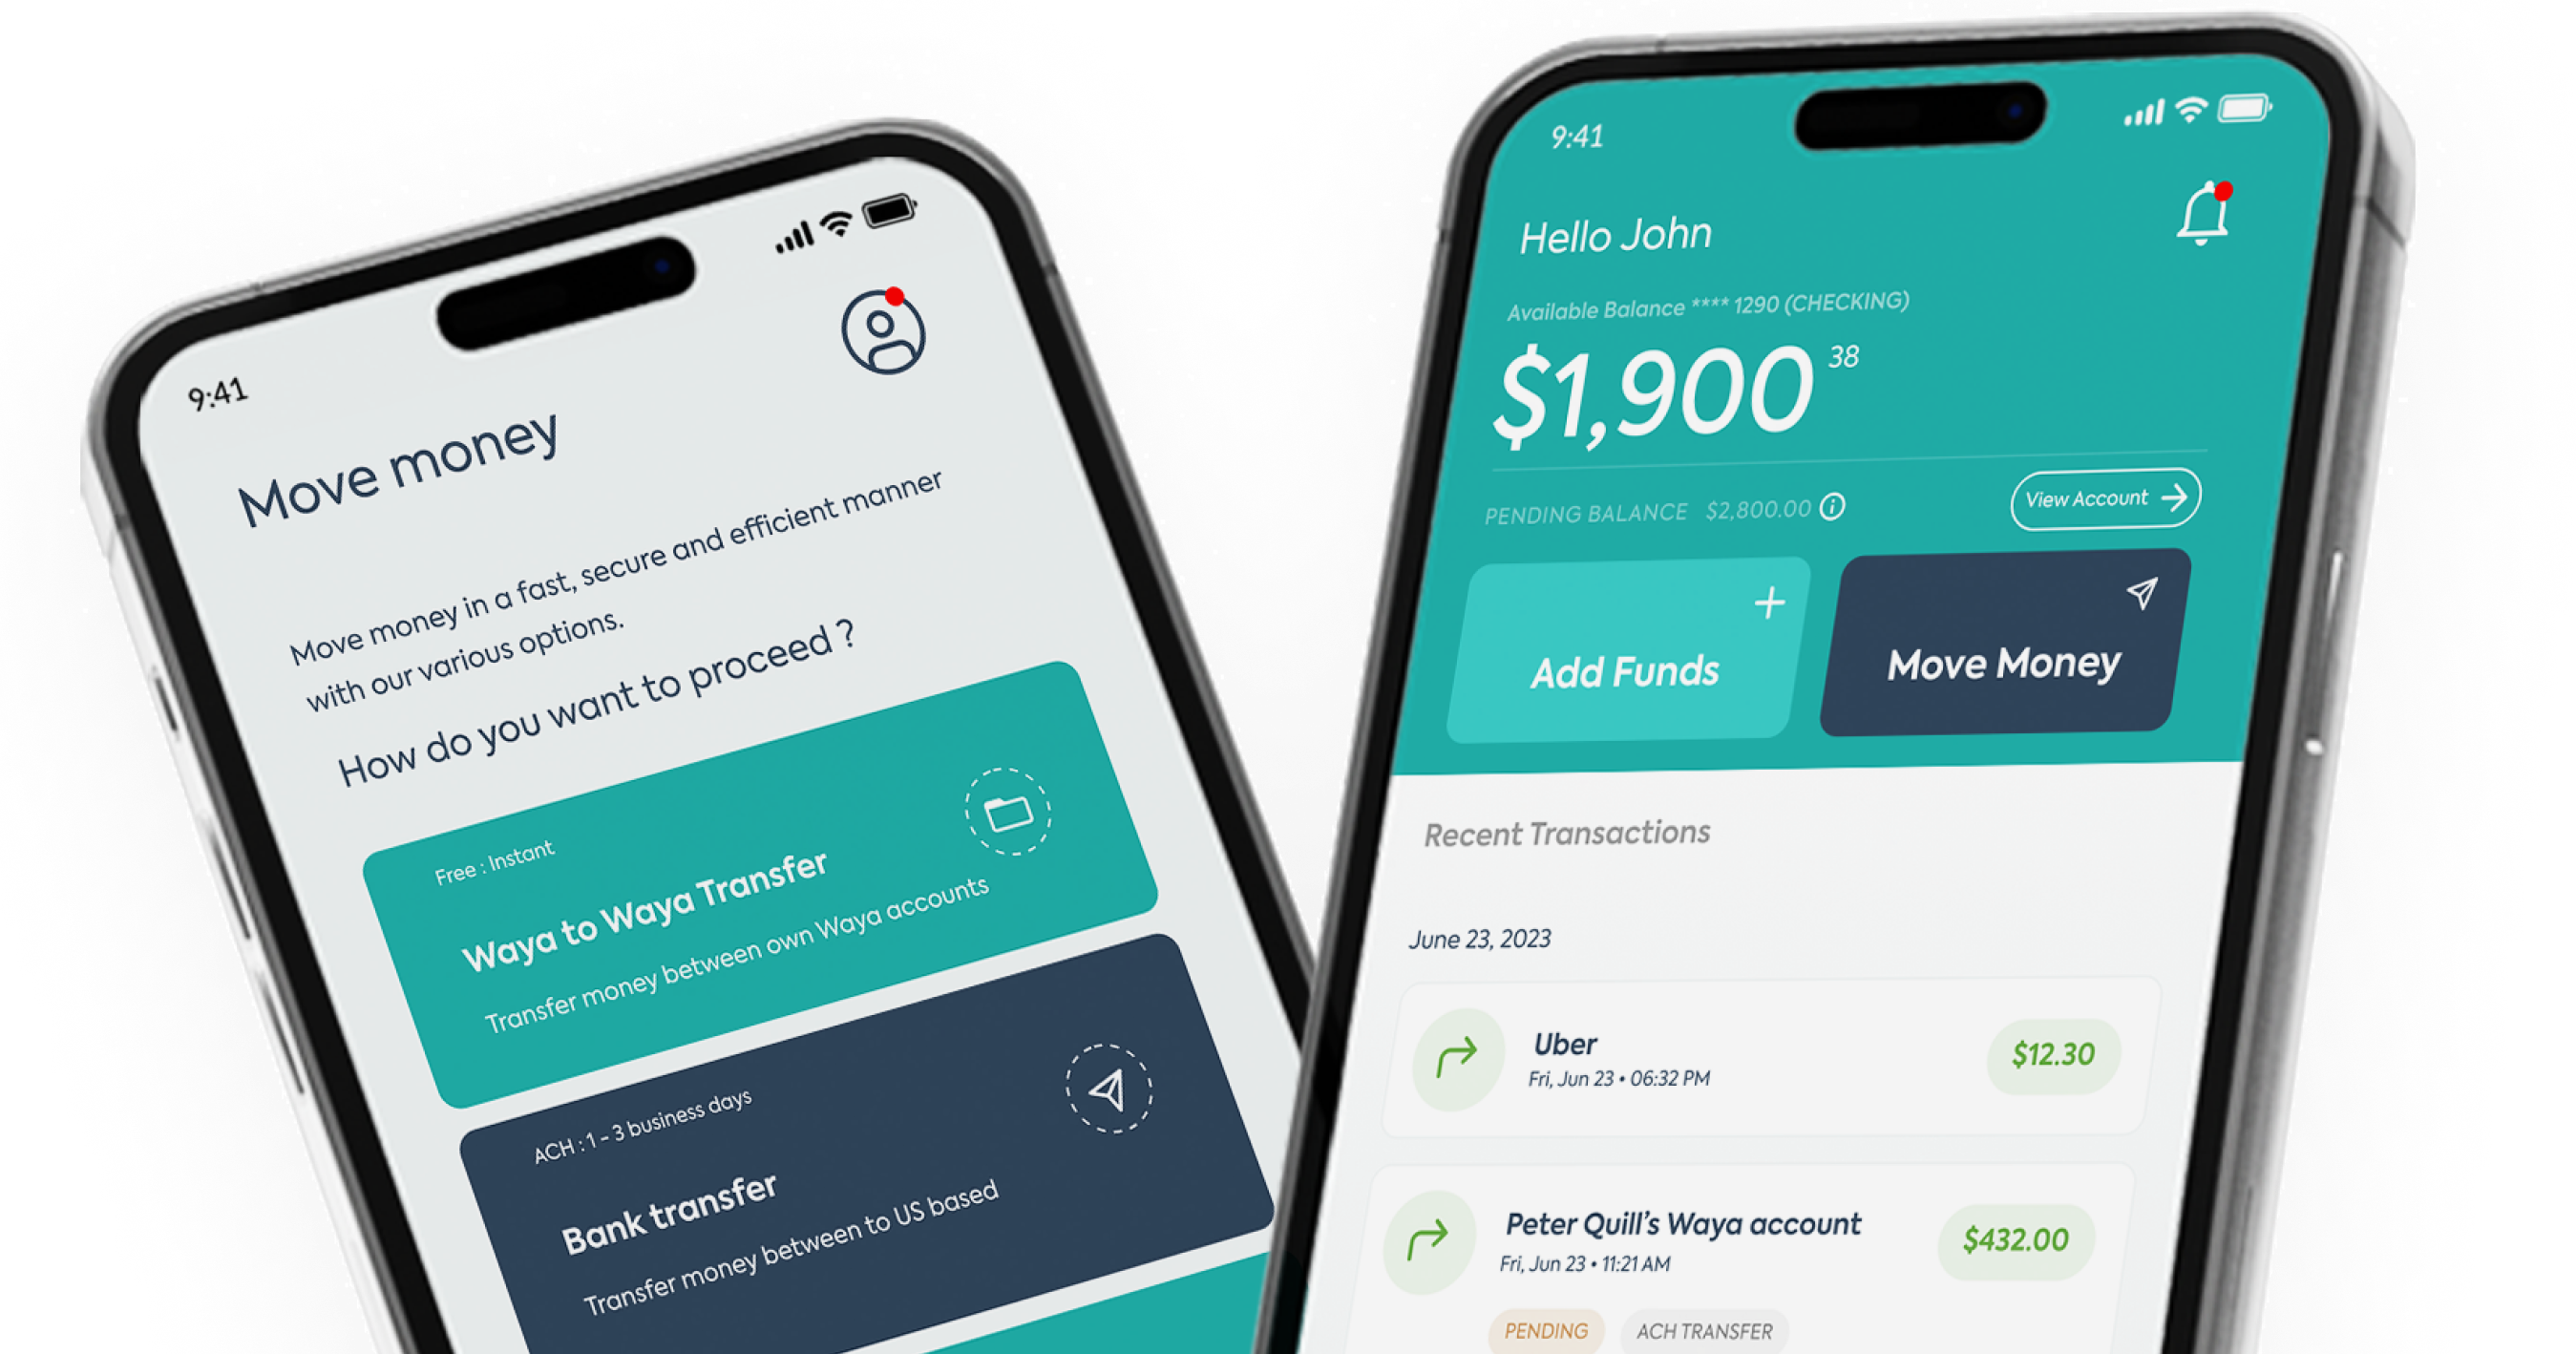 9:41
Move money
Move money in a fast, secure and efficient manner
with our various options.
How do you want to proceed ?
Free : Instant
Waya to Waya Transfer
Transfer money between own Waya accounts
ACH : 1 - 3 business days
Bank transfer
Transfer money between to US based
9:41
Hello John
Available Balance **** 1290 (CHECKING)
$1,900 38
PENDING BALANCE $2,800.00
View Account
Add Funds
Move Money
Recent Transactions
June 23, 2023
Uber
$12.30
Fri, Jun 23 • 06:32 PM
Peter Quill's Waya account
$432.00
Fri, Jun 23 • 11:21 AM
PENDING
ACH TRANSFER